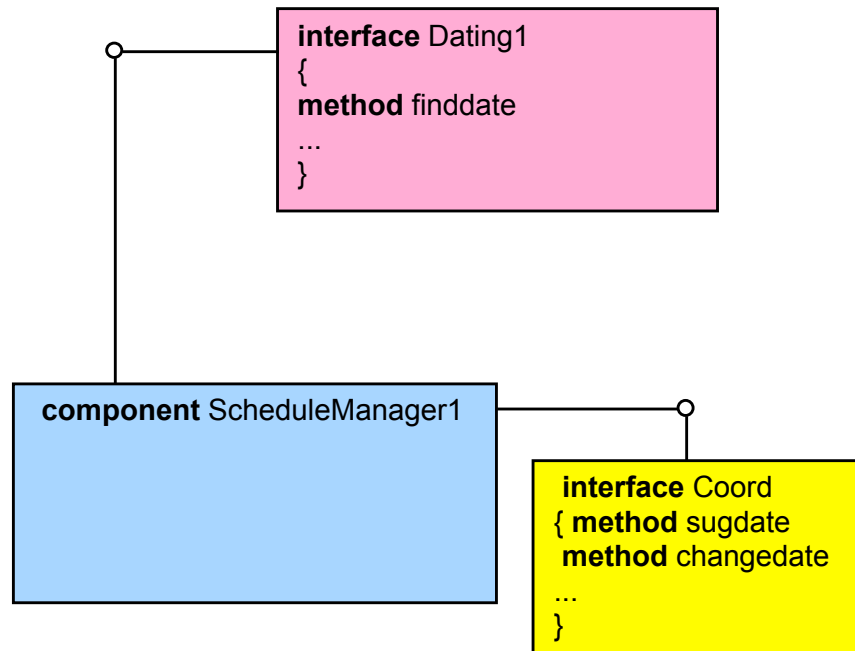 interface Dating1
{
method finddate
...
}
component ScheduleManager1
interface Coord
{ method sugdate
method changedate
...
}